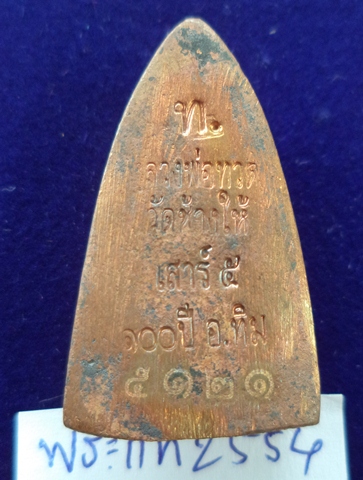 ท.
หลวงพ่อทวด
วัดช้างให้
เสาร์ ๕
๑๐๐ปี อ.ทิม
๕๑๒๑
พระแท้2554